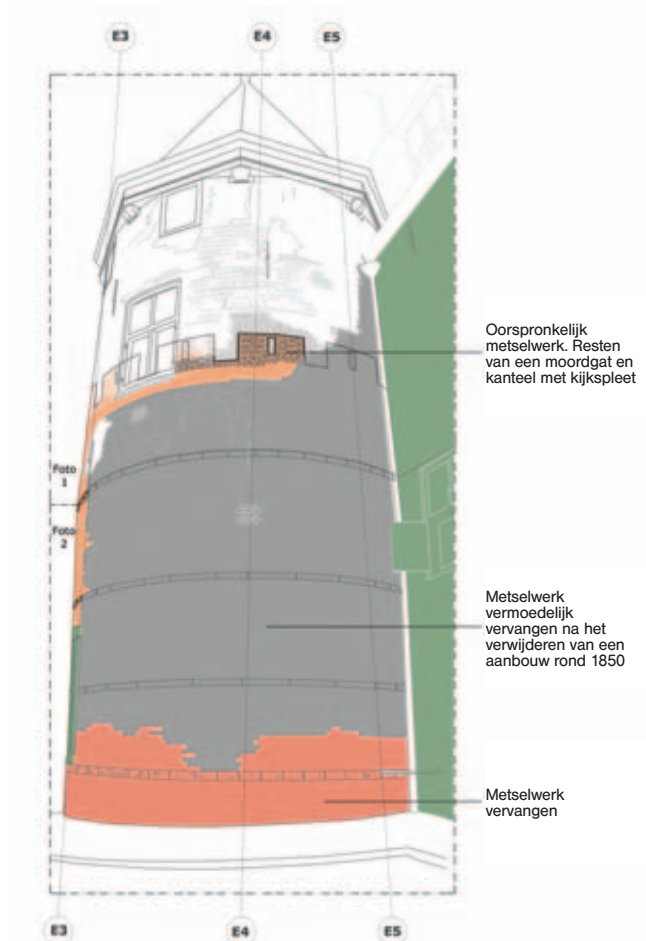 E3 E4 E5
Oorspronkelijk
metselwerk. Resten
van een moordgat en
kanteel met kijkspleet
Foto
1
Foto
2
Metselwerk
vermoedelijk
vervangen na het
verwijderen van een
aanbouw rond 1850
Metselwerk
vervangen
E3 E4 E5